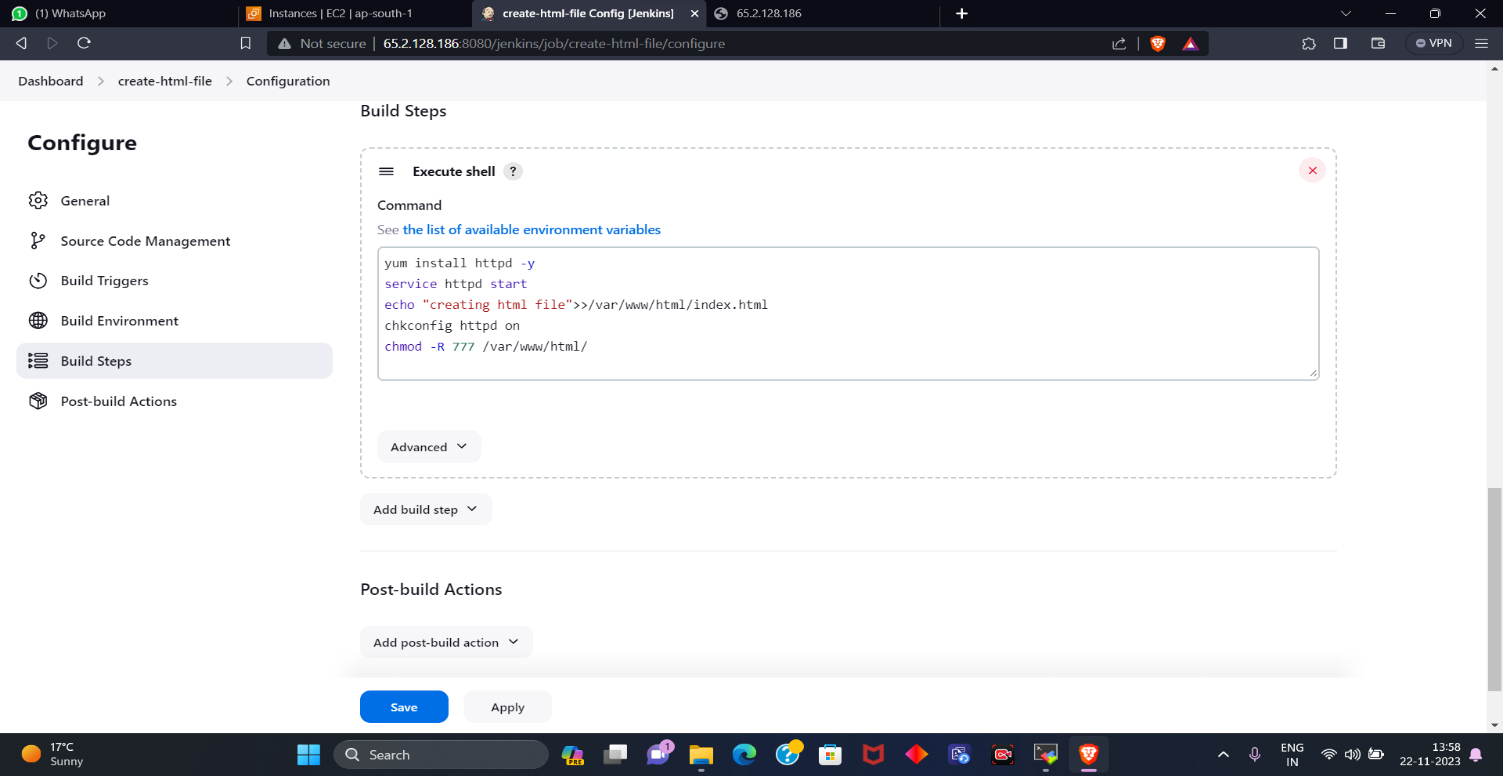 (1) WhatsApp
Instances | EC2 | ap-south-1
create-html-file Config [Jenkins]
65.2.128.186
Not secure
65.2.128.186:8080/jenkins/job/create-html-file/configure
VPN
Dashboard
create-html-file
Configuration
Configure
General
Source Code Management
Build Triggers
Build Environment
Build Steps
Post-build Actions
Build Steps
Execute shell ?
Command
See the list of available environment variables
yum install httpd -y
service httpd start
echo "creating html file">>/var/www/html/index.html
chkconfig httpd on
chmod -R 777 /var/www/html/
Advanced
Add build step
Post-build Actions
Add post-build action
Save
Apply
17°C
Sunny
Search
PRE
1
ENG
IN
13:58
22-11-2023